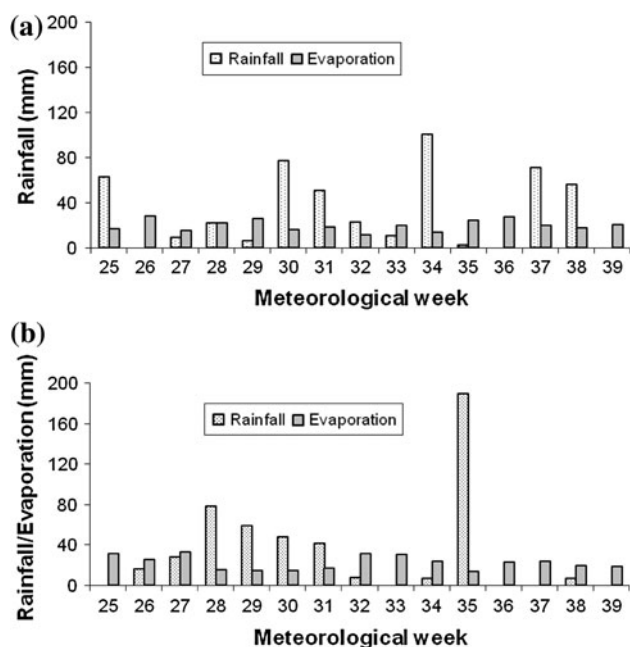 (a)
200
160
120
80
40
0
Rainfall (mm)
Rainfall Evaporation
25 26 27 28 29 30 31 32 33 34 35 36 37 38 39
Meteorological week
(b)
200
160
120
80
40
0
Rainfall/Evaporation (mm)
Rainfall Evaporation
25 26 27 28 29 30 31 32 33 34 35 36 37 38 39
Meteorological week